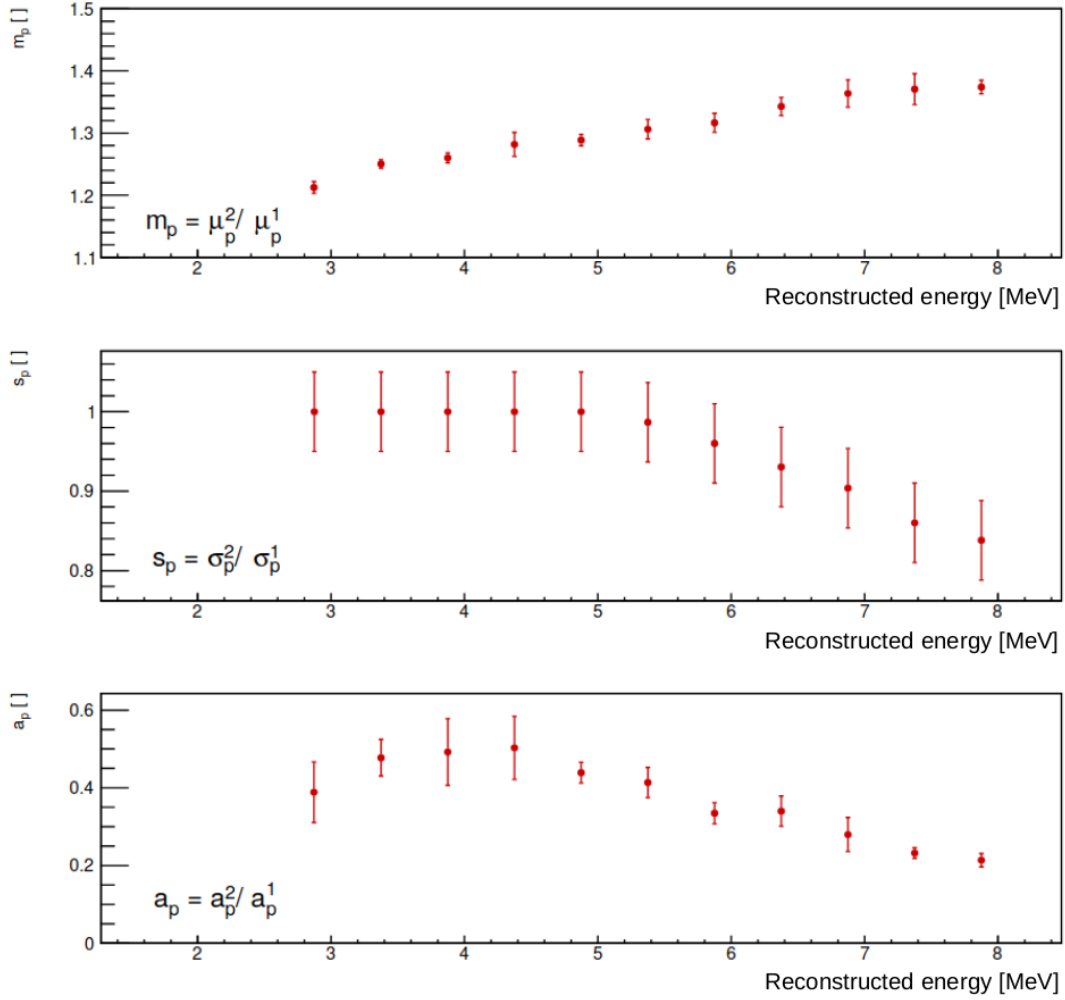 m_p [ ]
1.5
1.4
1.3
1.2
1.1
m_p = μ_p^2/ μ_p^1
2 3 4 5 6 7 8
Reconstructed energy [MeV]
s_p [ ]
1
0.9
0.8
s_p = σ_p^2/ σ_p^1
2 3 4 5 6 7 8
Reconstructed energy [MeV]
a_p [ ]
0.6
0.4
0.2
0
a_p = a_p^2/ a_p^1
2 3 4 5 6 7 8
Reconstructed energy [MeV]